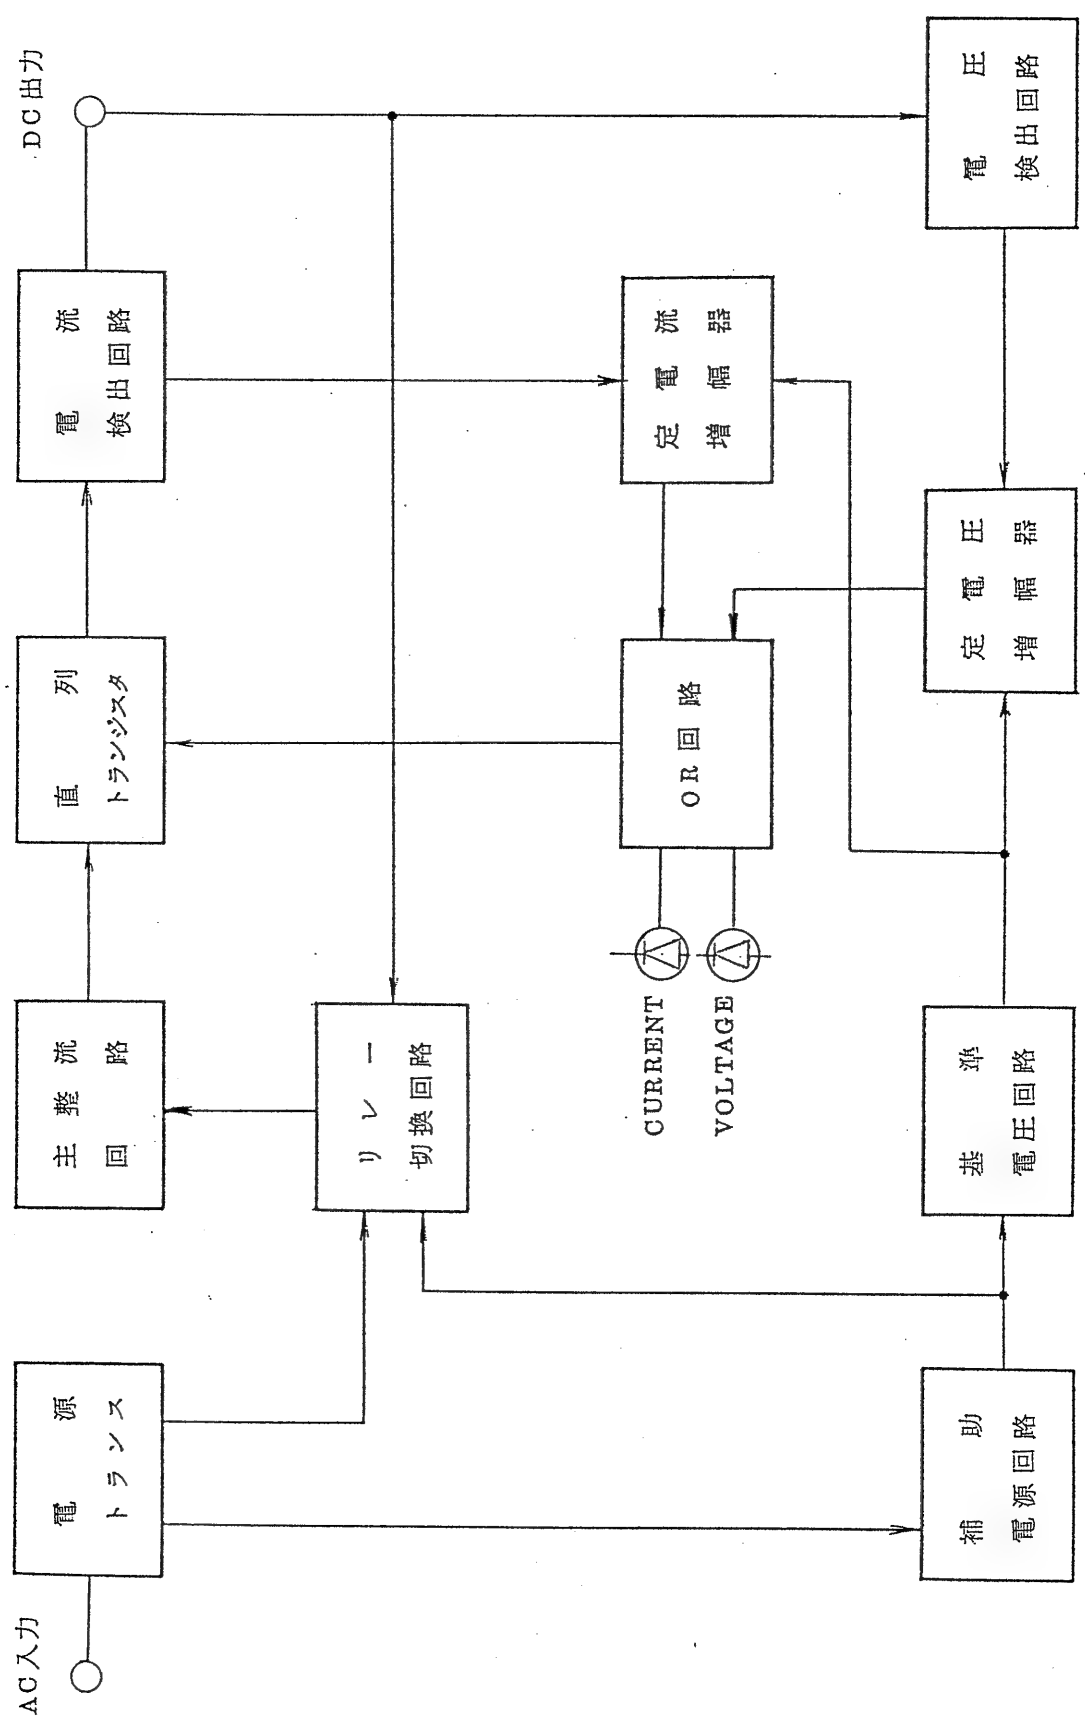 AC入力
電源
トランス
主整流
回路
直列
トランジスタ
電流
検出回路
DC出力
リレー
切換回路
CURRENT
VOLTAGE
OR回路
定電流
増幅器
補助
電源回路
基準
電圧回路
定電圧
増幅器
電圧
検出回路